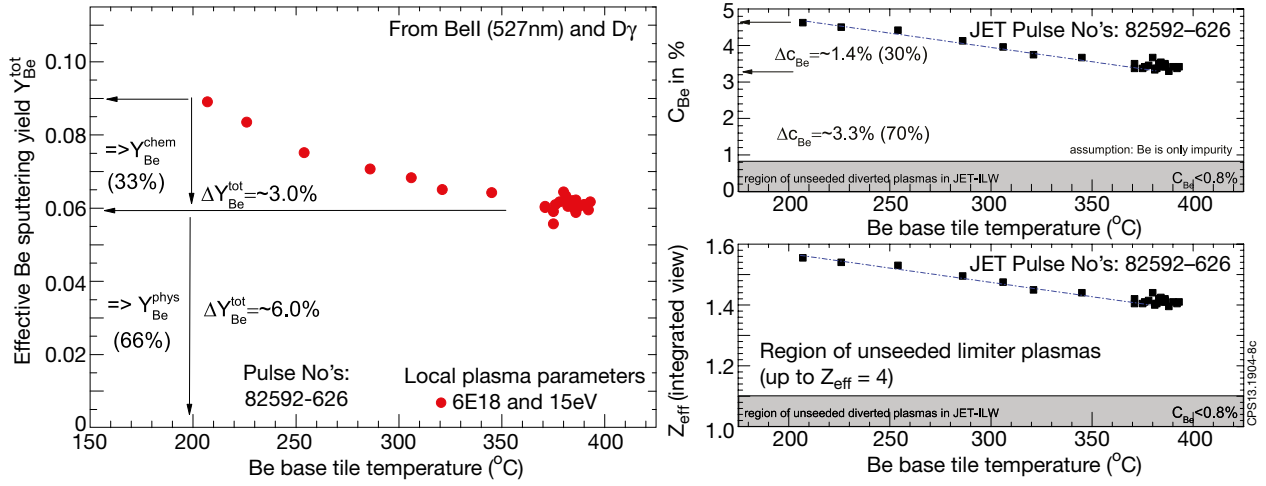 From BeII (527nm) and Dγ
Effective Be sputtering yield Y_Be^tot
0.10
0.08
0.06
0.04
0.02
0
=>Y_Be^chem
(33%)
ΔY_Be^tot=~3.0%
=> Y_Be^phys
(66%)
ΔY_Be^tot=~6.0%
Pulse No's:
82592-626
Local plasma parameters
6E18 and 15eV
150 200 250 300 350 400
Be base tile temperature (°C)
JET Pulse No's: 82592–626
C_Be in %
5
4
3
2
1
0
Δc_Be=~1.4% (30%)
Δc_Be=~3.3% (70%)
assumption: Be is only impurity
region of unseeded diverted plasmas in JET-ILW
C_Be<0.8%
200 250 300 350 400
Be base tile temperature (°C)
JET Pulse No's: 82592–626
Z_eff (integrated view)
1.6
1.4
1.2
1.0
Region of unseeded limiter plasmas
(up to Z_eff = 4)
region of unseeded diverted plasmas in JET-ILW
C_Be<0.8%
200 250 300 350 400
Be base tile temperature (°C)
CPS13.1904-8c